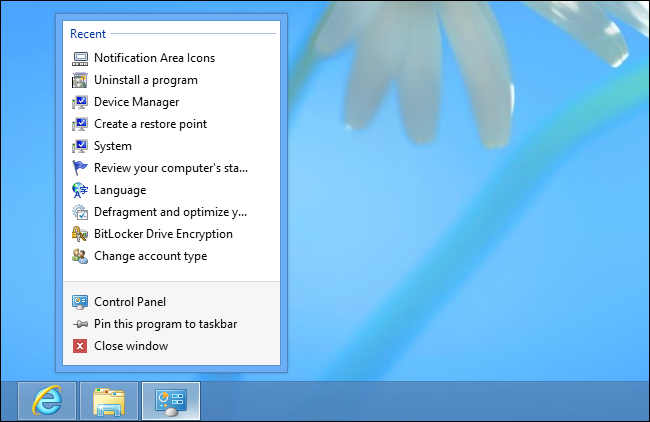 Recent
Notification Area Icons
Uninstall a program
Device Manager
Create a restore point
System
Review your computer's sta...
Language
Defragment and optimize y...
BitLocker Drive Encryption
Change account type
Control Panel
Pin this program to taskbar
Close window